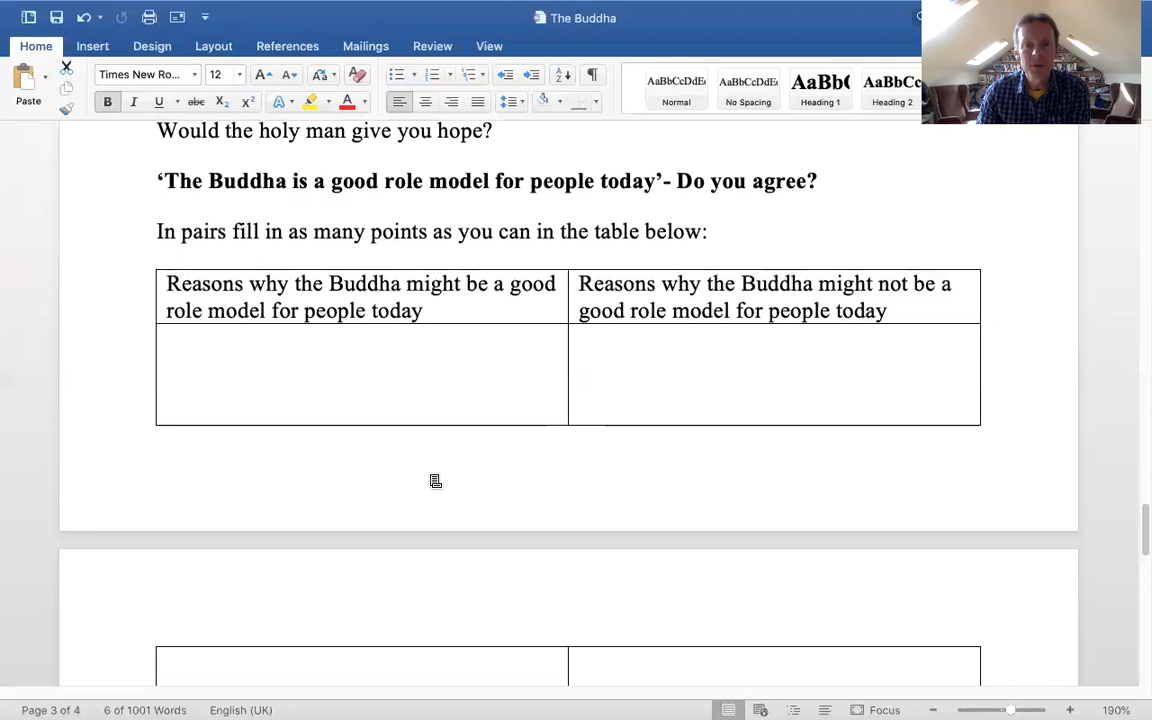 The Buddha
Home Insert Design Layout References Mailings Review View
Paste
Times New Ro... 12
AaBbCcDdEe AaBbCcDdEe AaBb( AaBbCcDc
Normal No Spacing Heading 1 Heading 2
Would the holy man give you hope?
‘The Buddha is a good role model for people today’- Do you agree?
In pairs fill in as many points as you can in the table below:
Reasons why the Buddha might be a good
role model for people today
Reasons why the Buddha might not be a
good role model for people today
Page 3 of 4 6 of 1001 Words English (UK) Focus 190%